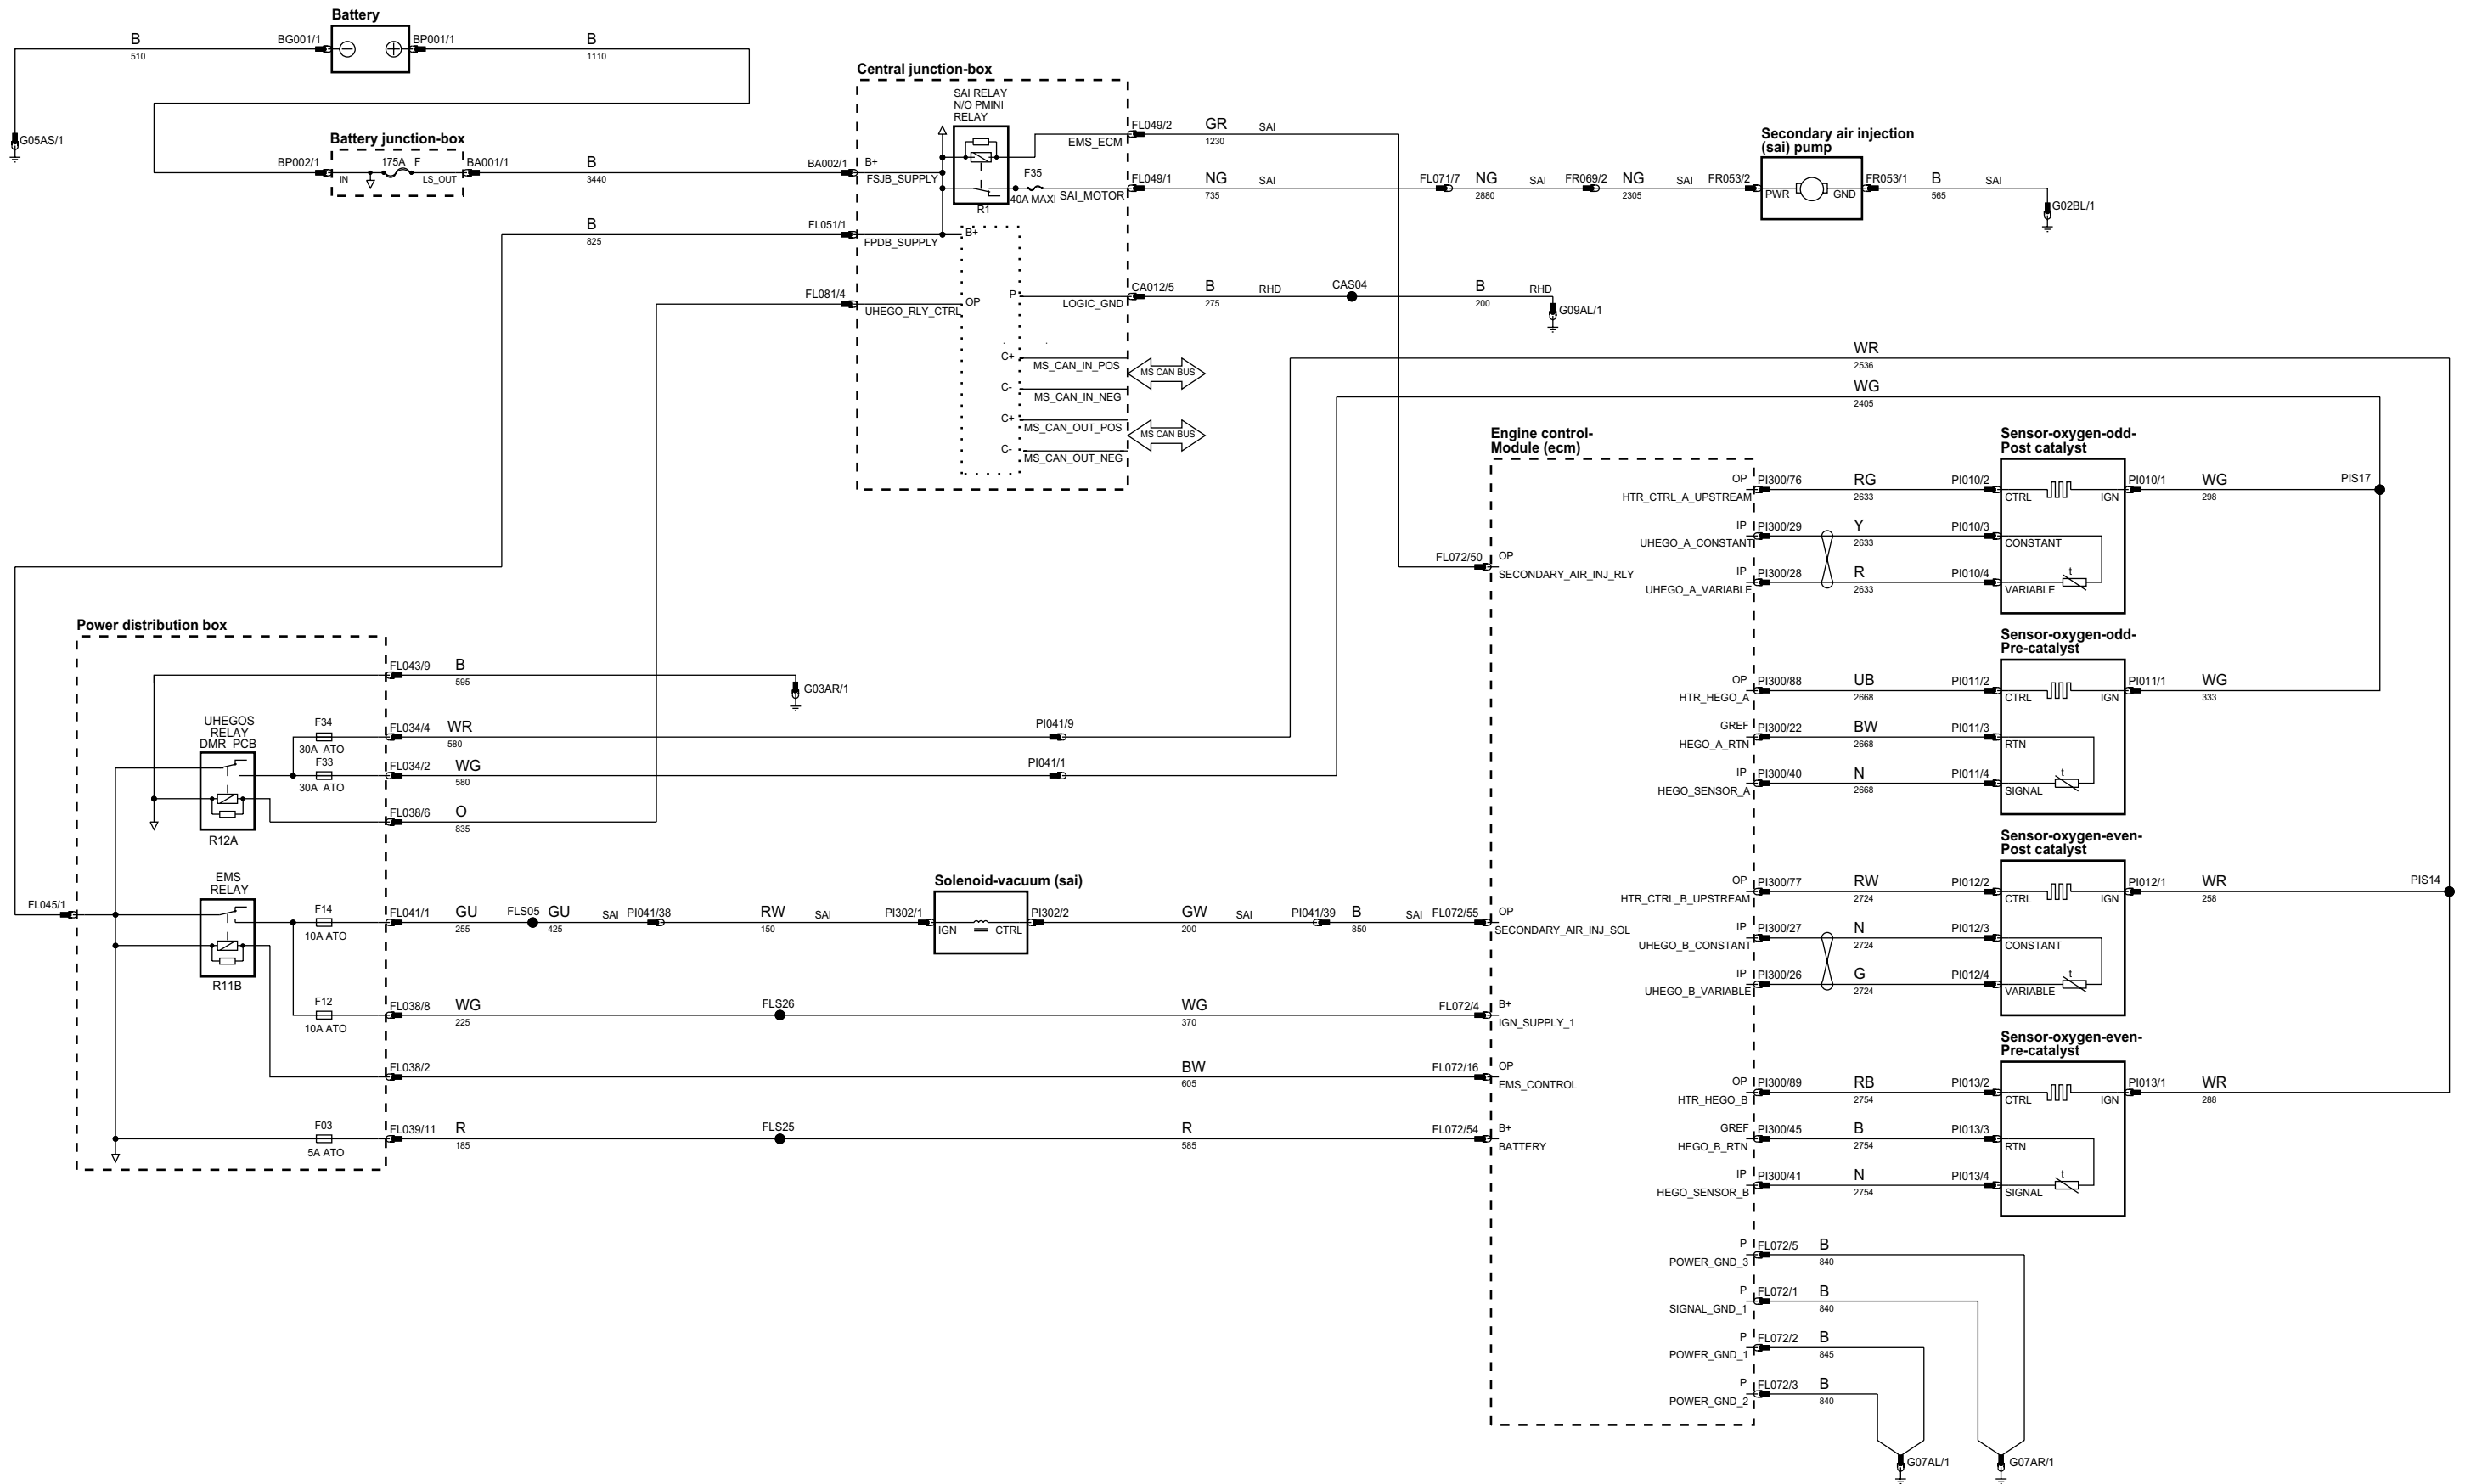 Battery
B
510
BG001/1
BP001/1
B
1110
G05AS/1
Battery junction-box
BP002/1
175A F
IN
LS_OUT
BA001/1
B
3440
B
825
Central junction-box
SAI RELAY
N/O PMINI
RELAY
BA002/1
B+
FSJB_SUPPLY
R1
F35
40A MAXI
EMS_ECM
SAI_MOTOR
FL051/1
FPDB_SUPPLY
B+
FL081/4
UHEGO_RLY_CTRL
OP
P
LOGIC_GND
C+
MS_CAN_IN_POS
C-
MS_CAN_IN_NEG
C+
MS_CAN_OUT_POS
C-
MS_CAN_OUT_NEG
MS CAN BUS
MS CAN BUS
FL049/2
GR
1230
SAI
FL049/1
NG
735
SAI
FL071/7
NG
2880
SAI
FR069/2
NG
2305
SAI
FR053/2
Secondary air injection
(sai) pump
PWR
GND
FR053/1
B
565
SAI
G02BL/1
CA012/5
B
275
RHD
CAS04
B
200
RHD
G09AL/1
WR
2536
WG
2405
Power distribution box
FL043/9
B
595
G03AR/1
UHEGOS
RELAY
DMR_PCB
R12A
F34
30A ATO
FL034/4
WR
580
PI041/9
F33
30A ATO
FL034/2
WG
580
PI041/1
FL038/6
O
835
EMS
RELAY
R11B
FL045/1
F14
10A ATO
FL041/1
GU
255
FLS05
GU
425
SAI
PI041/38
RW
150
SAI
PI302/1
Solenoid-vacuum (sai)
IGN
CTRL
PI302/2
GW
200
SAI
PI041/39
B
850
SAI
FL072/55
F12
10A ATO
FL038/8
WG
225
FLS26
WG
370
FL072/4
FL038/2
BW
605
FL072/16
F03
5A ATO
FL039/11
R
185
FLS25
R
585
FL072/54
Engine control-
Module (ecm)
FL072/50
OP
SECONDARY_AIR_INJ_RLY
OP
SECONDARY_AIR_INJ_SOL
B+
IGN_SUPPLY_1
OP
EMS_CONTROL
B+
BATTERY
OP
HTR_CTRL_A_UPSTREAM
PI300/76
RG
2633
PI010/2
IP
UHEGO_A_CONSTANT
PI300/29
Y
2633
PI010/3
IP
UHEGO_A_VARIABLE
PI300/28
R
2633
PI010/4
Sensor-oxygen-odd-
Post catalyst
CTRL
IGN
CONSTANT
t
VARIABLE
PI010/1
WG
298
PIS17
OP
HTR_HEGO_A
PI300/88
UB
2668
PI011/2
GREF
HEGO_A_RTN
PI300/22
BW
2668
PI011/3
IP
HEGO_SENSOR_A
PI300/40
N
2668
PI011/4
Sensor-oxygen-odd-
Pre-catalyst
CTRL
IGN
RTN
t
SIGNAL
PI011/1
WG
333
OP
HTR_CTRL_B_UPSTREAM
PI300/77
RW
2724
PI012/2
IP
UHEGO_B_CONSTANT
PI300/27
N
2724
PI012/3
IP
UHEGO_B_VARIABLE
PI300/26
G
2724
PI012/4
Sensor-oxygen-even-
Post catalyst
CTRL
IGN
CONSTANT
t
VARIABLE
PI012/1
WR
258
PIS14
OP
HTR_HEGO_B
PI300/89
RB
2754
PI013/2
GREF
HEGO_B_RTN
PI300/45
B
2754
PI013/3
IP
HEGO_SENSOR_B
PI300/41
N
2754
PI013/4
Sensor-oxygen-even-
Pre-catalyst
CTRL
IGN
RTN
t
SIGNAL
PI013/1
WR
288
P
POWER_GND_3
FL072/5
B
840
P
SIGNAL_GND_1
FL072/1
B
840
P
POWER_GND_1
FL072/2
B
845
P
POWER_GND_2
FL072/3
B
840
G07AL/1
G07AR/1